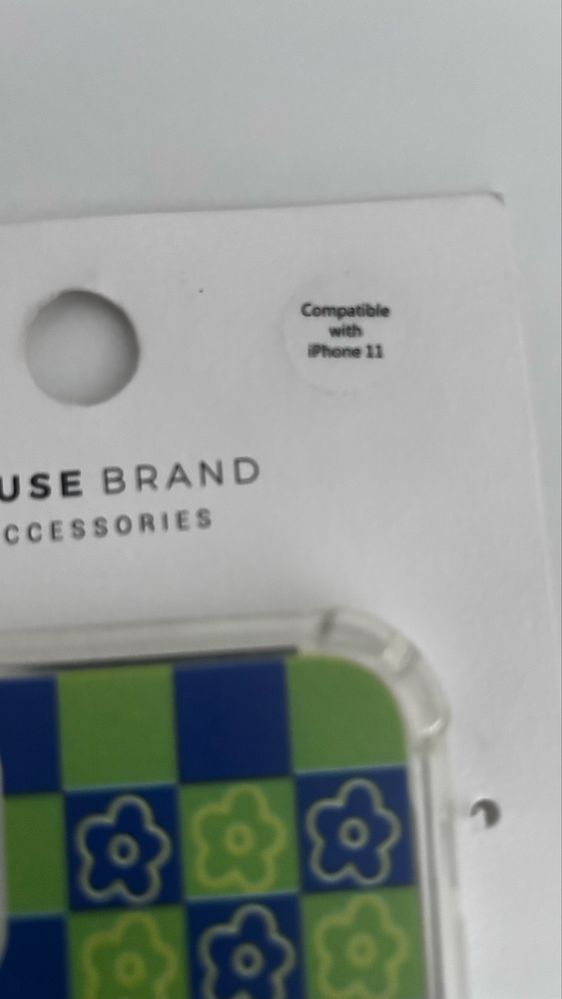 Compatible
with
iPhone 11
USE BRAND
CCESSORIES